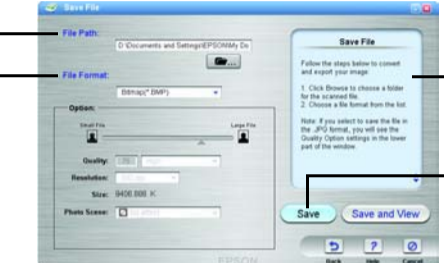 Save File
File Path:
D:\Documents and Settings\EPSON\My Do
File Format:
Bitmap(*.BMP)
Option:
Small File
Large File
Quality:
High
Resolution:
Size: K
Photo Scene:
No effect
Save File
Follow the steps below to convert
and export your image:
1. Click Browse to choose a folder
for the scanned file.
2. Choose a file format from the list.
Note: If you select to save the file in
the .JPG format, you will see the
Quality Option settings in the lower
part of the window.
Save
Save and View
Back
Help
Cancel
EPSON